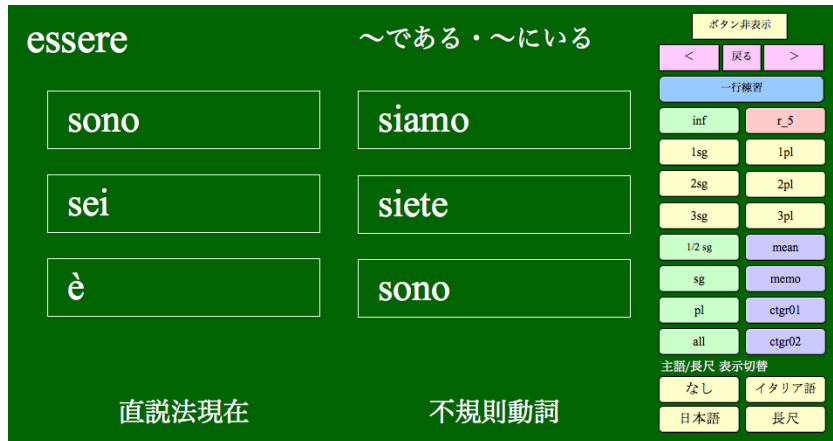 essere
～である・～にいる
sono
siamo
sei
siete
è
sono
直説法現在
不規則動詞
ボタン非表示
<
戻る
>
一行練習
inf
r_5
1sg
1pl
2sg
2pl
3sg
3pl
1/2 sg
mean
sg
memo
pl
ctgr01
all
ctgr02
主語/長尺 表示切替
なし
イタリア語
日本語
長尺